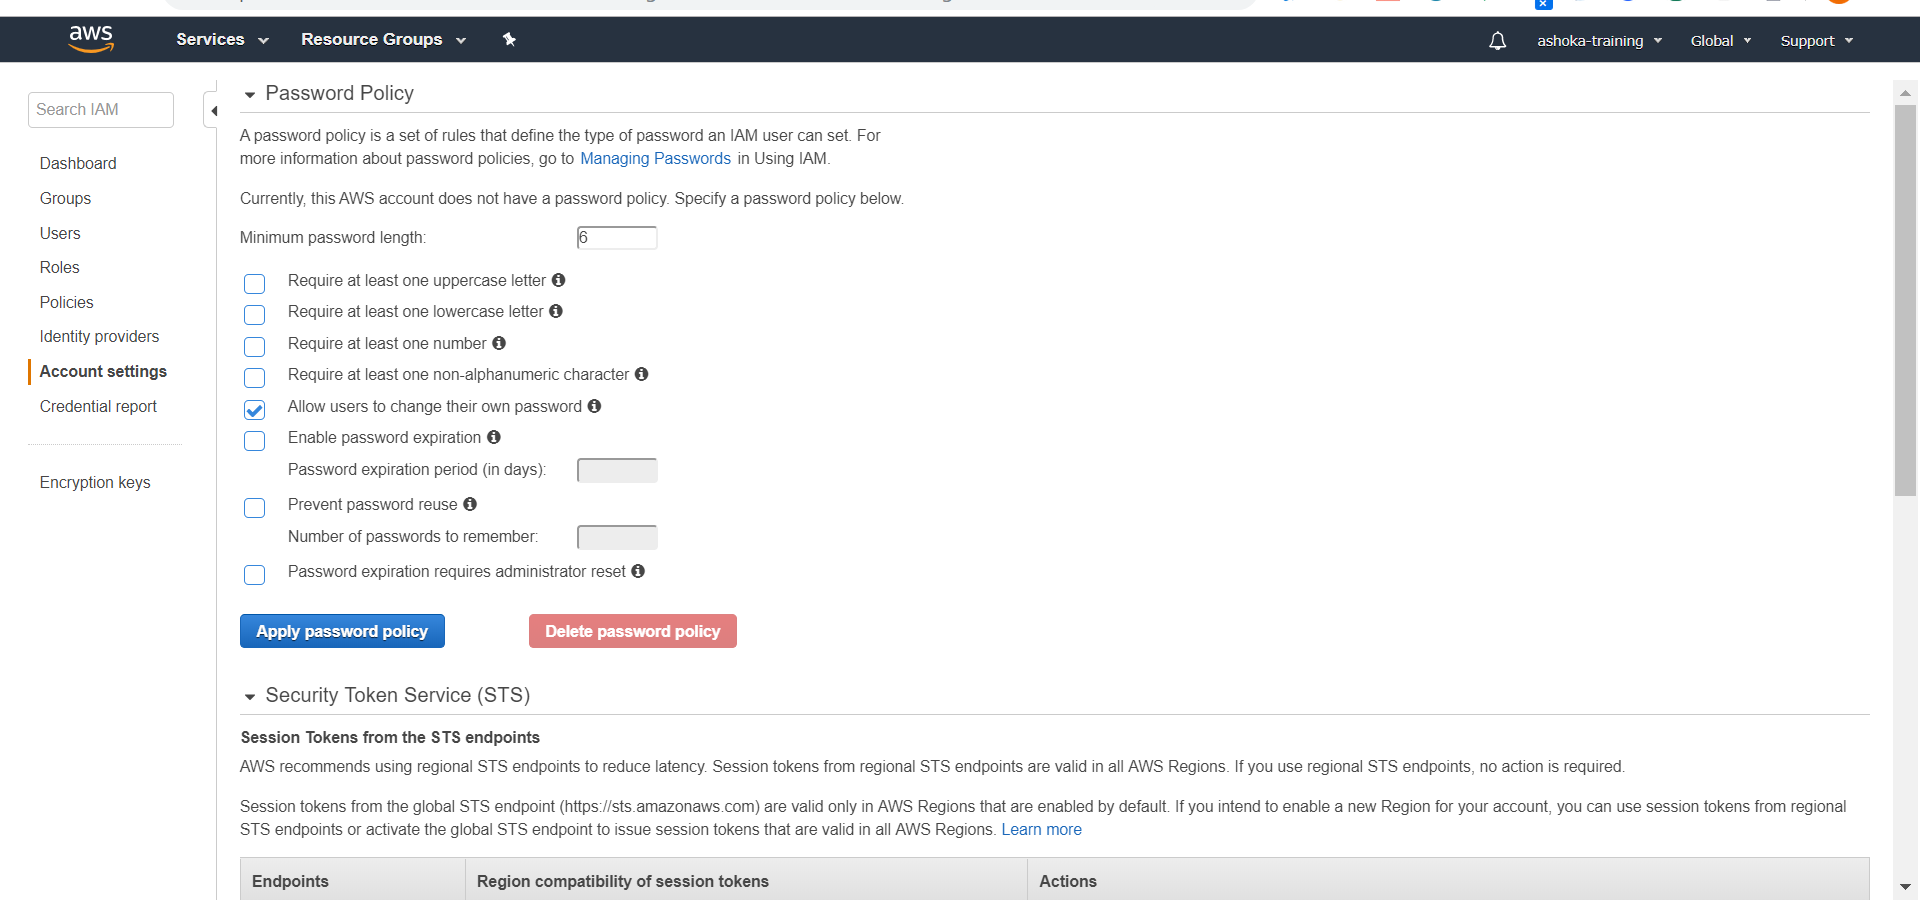 aws
Services
Resource Groups
ashoka-training
Global
Support
Search IAM
Dashboard
Groups
Users
Roles
Policies
Identity providers
Account settings
Credential report
Encryption keys
Password Policy
A password policy is a set of rules that define the type of password an IAM user can set. For
more information about password policies, go to Managing Passwords in Using IAM.
Currently, this AWS account does not have a password policy. Specify a password policy below.
Minimum password length: 6
Require at least one uppercase letter
Require at least one lowercase letter
Require at least one number
Require at least one non-alphanumeric character
Allow users to change their own password
Enable password expiration
Password expiration period (in days):
Prevent password reuse
Number of passwords to remember:
Password expiration requires administrator reset
Apply password policy
Delete password policy
Security Token Service (STS)
Session Tokens from the STS endpoints
AWS recommends using regional STS endpoints to reduce latency. Session tokens from regional STS endpoints are valid in all AWS Regions. If you use regional STS endpoints, no action is required.
Session tokens from the global STS endpoint (https://sts.amazonaws.com) are valid only in AWS Regions that are enabled by default. If you intend to enable a new Region for your account, you can use session tokens from regional
STS endpoints or activate the global STS endpoint to issue session tokens that are valid in all AWS Regions. Learn more
Endpoints
Region compatibility of session tokens
Actions